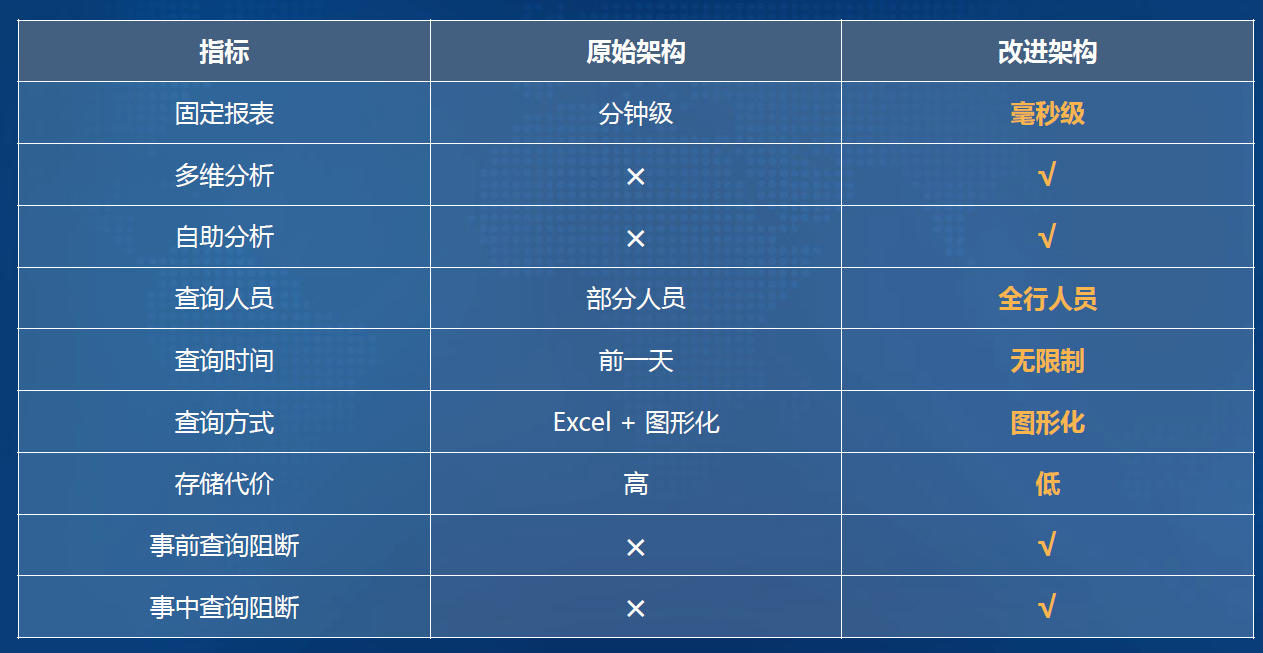 指标 原始架构 改进架构
固定报表 分钟级 毫秒级
多维分析 × √
自助分析 × √
查询人员 部分人员 全行人员
查询时间 前一天 无限制
查询方式 Excel + 图形化 图形化
存储代价 高 低
事前查询阻断 × √
事中查询阻断 × √